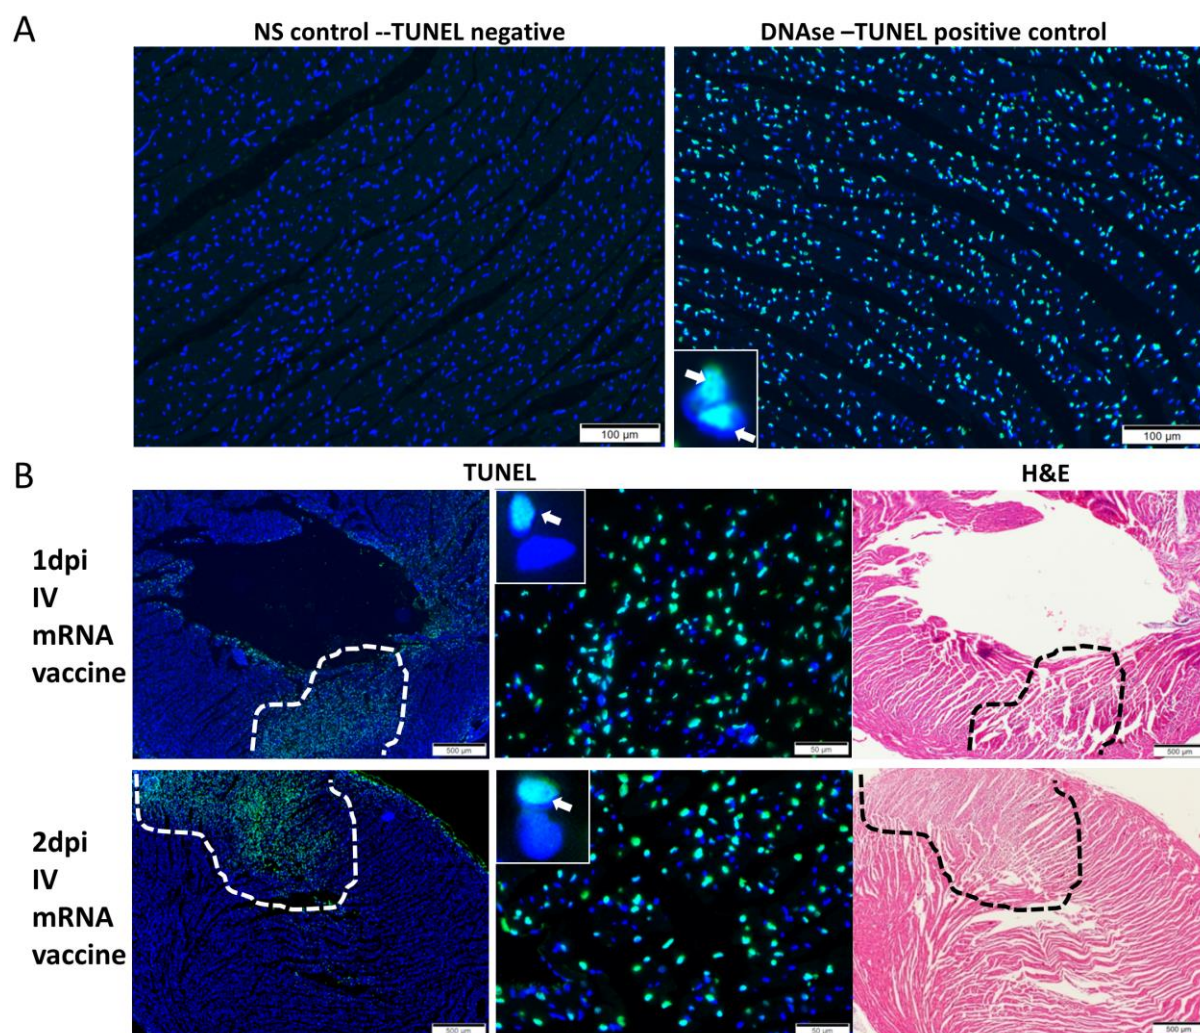 A
NS control --TUNEL negative
DNAse –TUNEL positive control
100 µm
100 µm
B
TUNEL
H&E
1dpi
IV
mRNA
vaccine
500 µm
50 µm
500 µm
2dpi
IV
mRNA
vaccine
500 µm
50 µm
500 µm